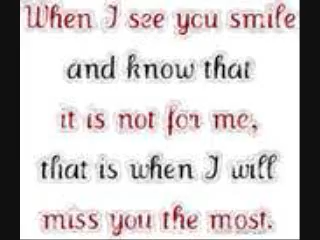 When I see you smile
and know that
it is not for me,
that is when I will
miss you the most.